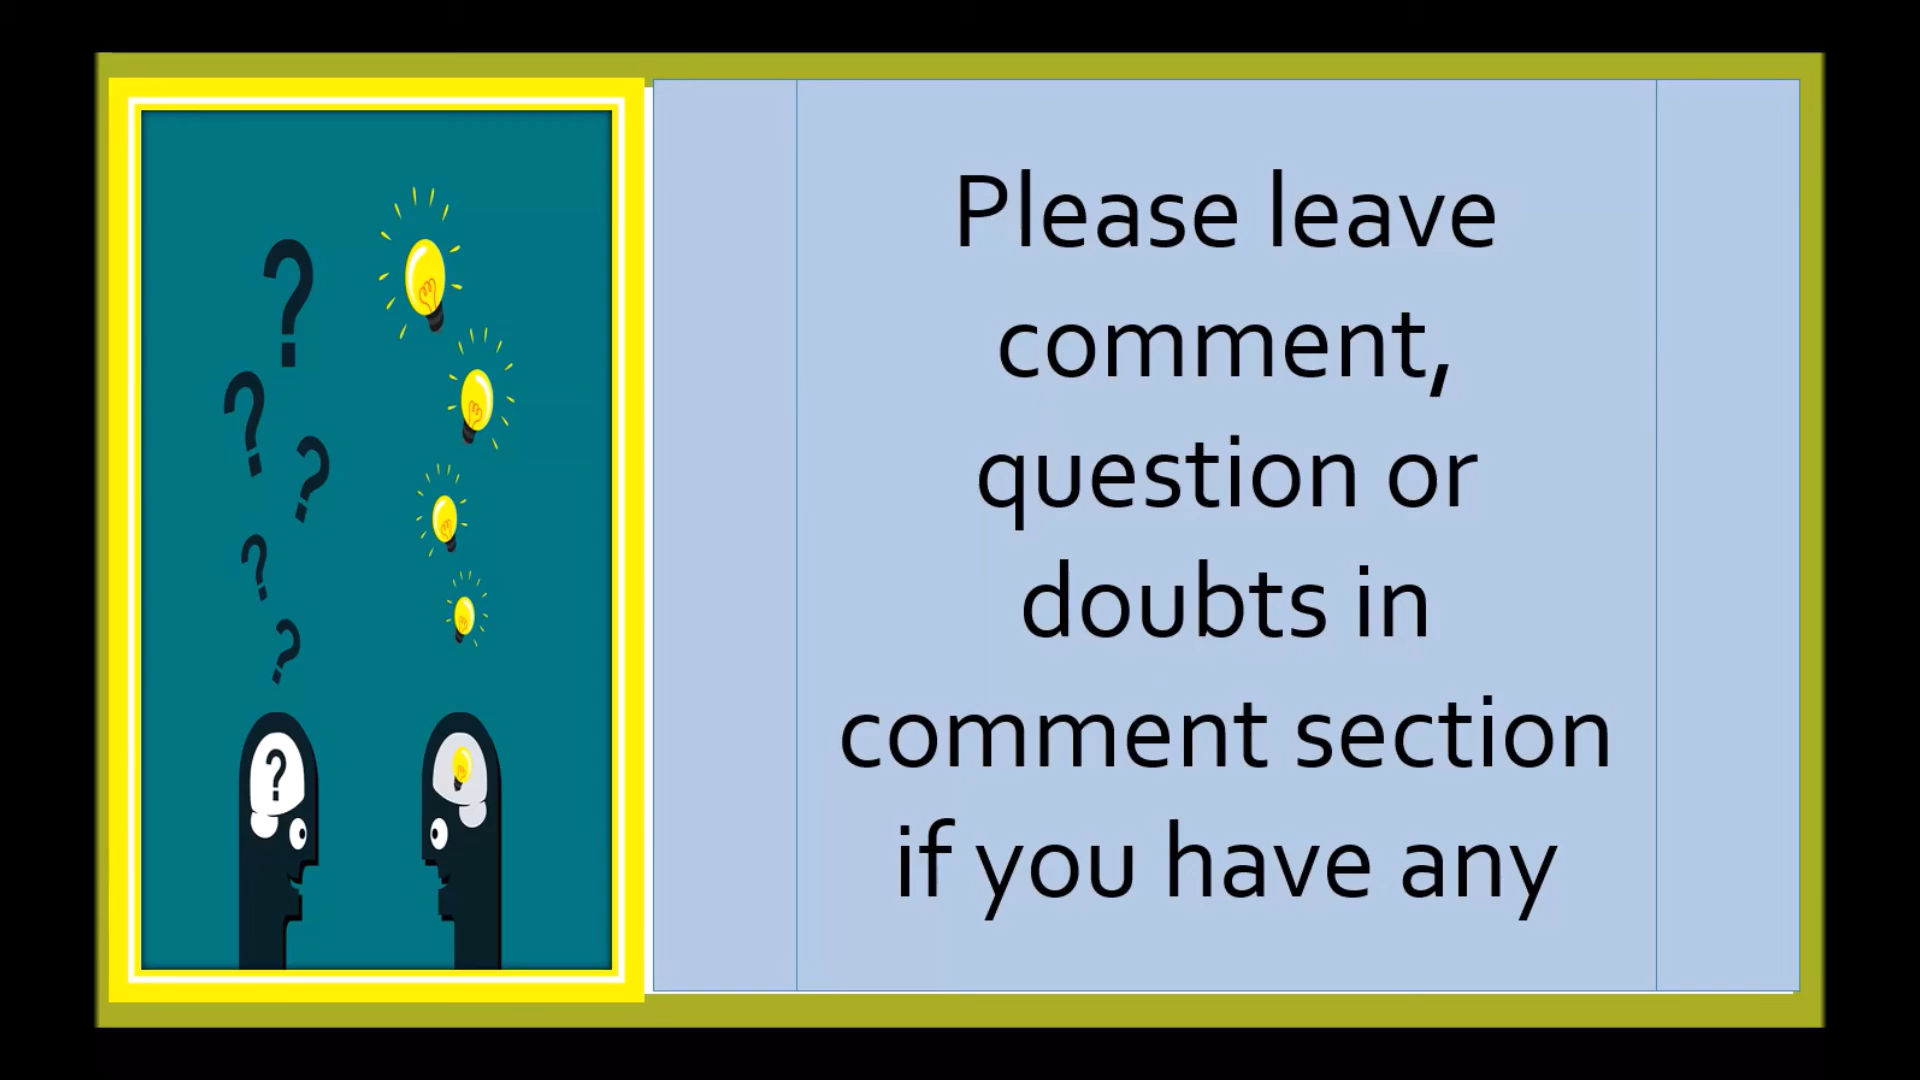 Please leave
comment,
question or
doubts in
comment section
if you have any